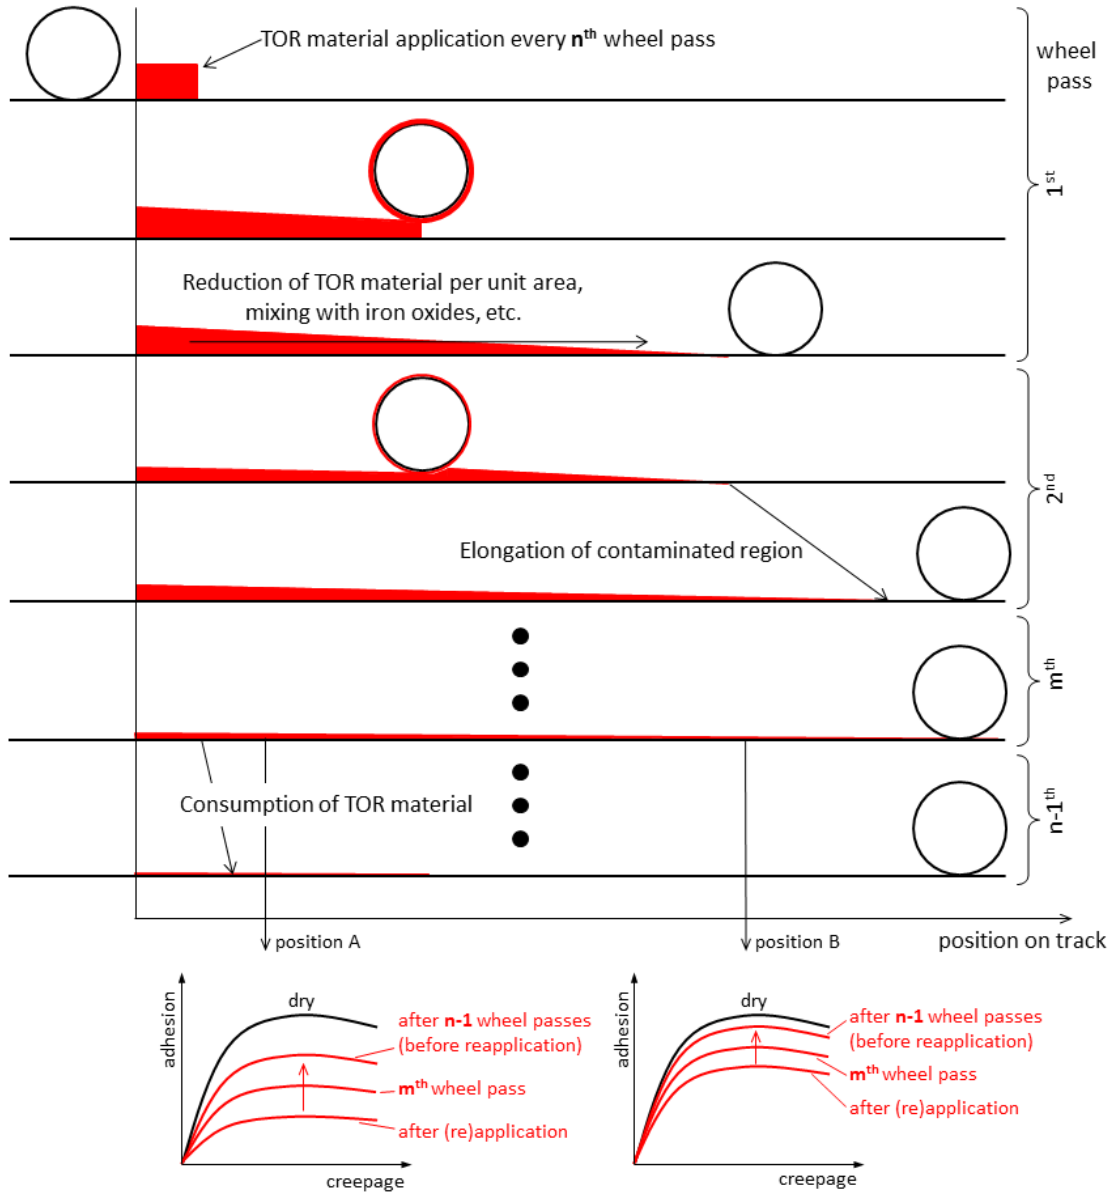 TOR material application every nth wheel pass
wheel
pass
1st
Reduction of TOR material per unit area,
mixing with iron oxides, etc.
2nd
Elongation of contaminated region
mth
Consumption of TOR material
n-1th
position A
position B
position on track
adhesion
dry
after n-1 wheel passes
(before reapplication)
mth wheel pass
after (re)application
creepage
adhesion
dry
after n-1 wheel passes
(before reapplication)
mth wheel pass
after (re)application
creepage